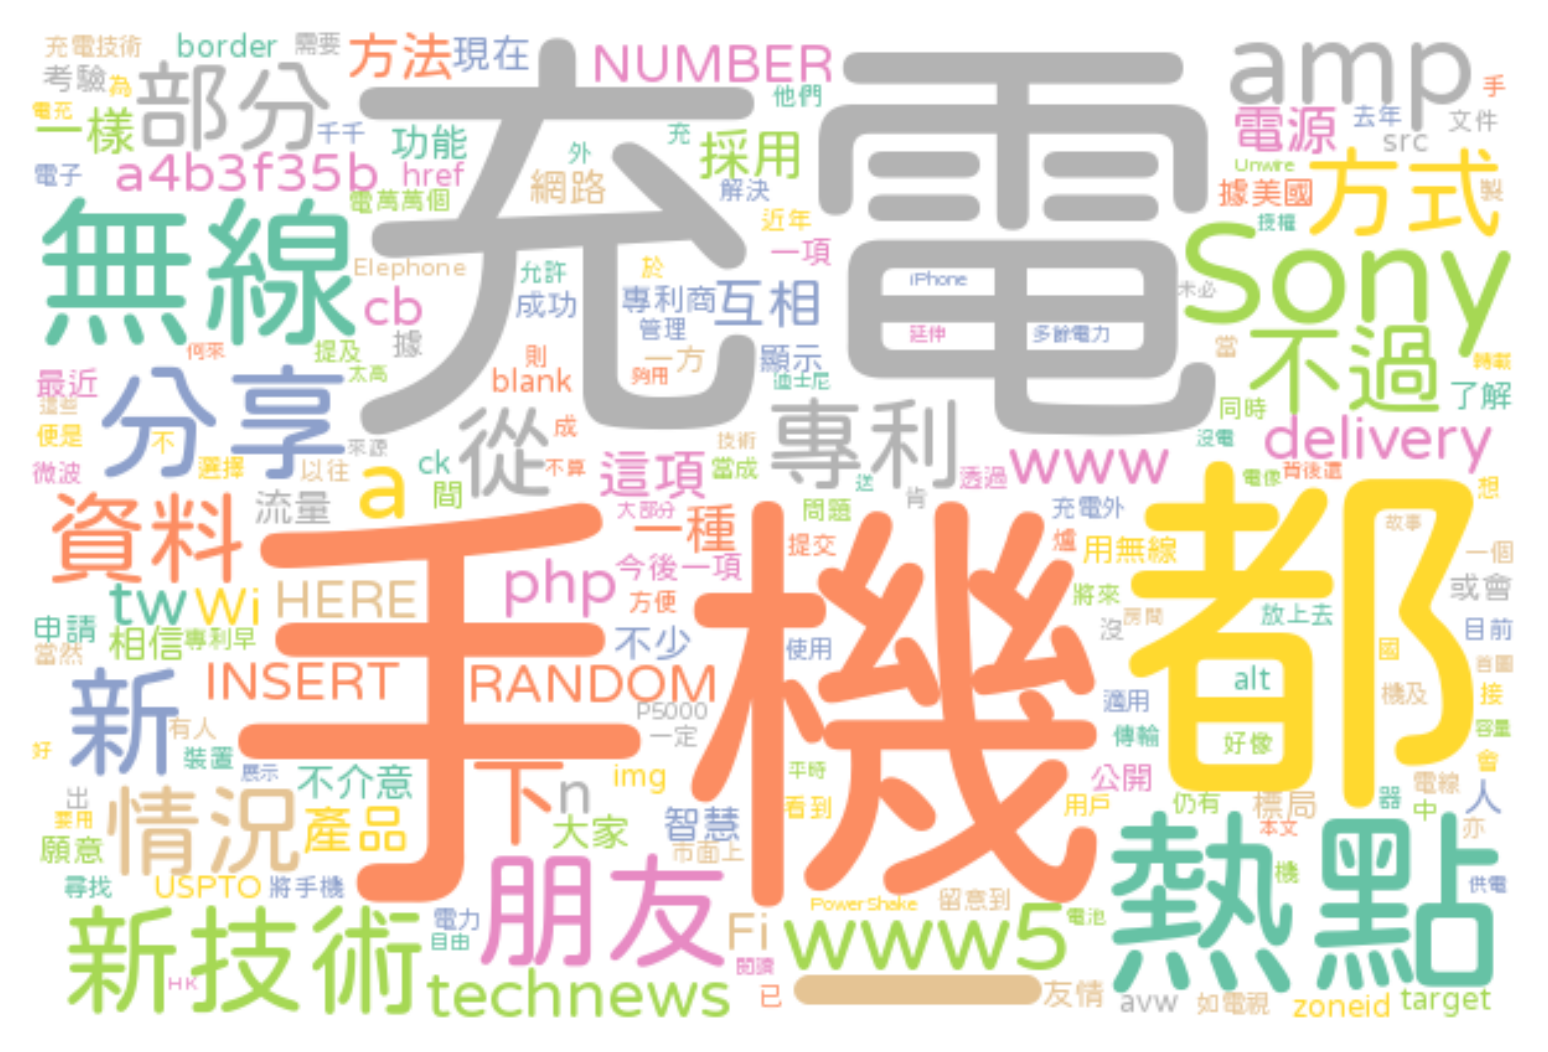 充電技術 border 需要 方法 現在 NUMBER amp
考驗 為 部分 充電 他們 手
電充 一樣 千千 功能 充 採用 電源 去年 文件
src
電子 a4b3f35b href 外 網路 解決 Unwire 方式
電萬萬個 據美國 製
無線 近年 授權 Sony
Elephone 允許 於 一項 iPhone
cb 成功 專利商 互相 未必
管理 延伸 多餘電力
何來 提及 據 則 一方 顯示 當 不過 轉載
最近 太高 blank 夠用 迪士尼 了解
這些 分享 從 專利 同時
便是 不 來源 成 技術 沒電 delivery
微波 選擇 以往 a ck 不算 這項 當成 透過 www 電像 背後還
間 送 肯 想
資料 流量 大部分 一種 問題 充電外 都 故事
手機 提交 爐 用無線 一個
tw Wi HERE php 今後一項 將來 或會
方便 房間 放上去
申請 相信 專利早 不少 使用 沒 國 目前
當然 首圖
INSERT RANDOM alt
新 P5000 適用 機及 接
有人 一定 傳輸 好像 容量
好 裝置 展示 會
不介意 下 n img 平時 公開 電線
出 情況 產品 看到 用戶 仍有 標局 器 中 人
要用 大家 智慧 本文 亦
願意 市面上 熱點
尋找 USPTO 將手機 朋友 機 供電
PowerShake 留意到
新技術 電力 Fi www5 電池
自由
HK technews 閱讀
已 一 友情 avw 如電視 zoneid target